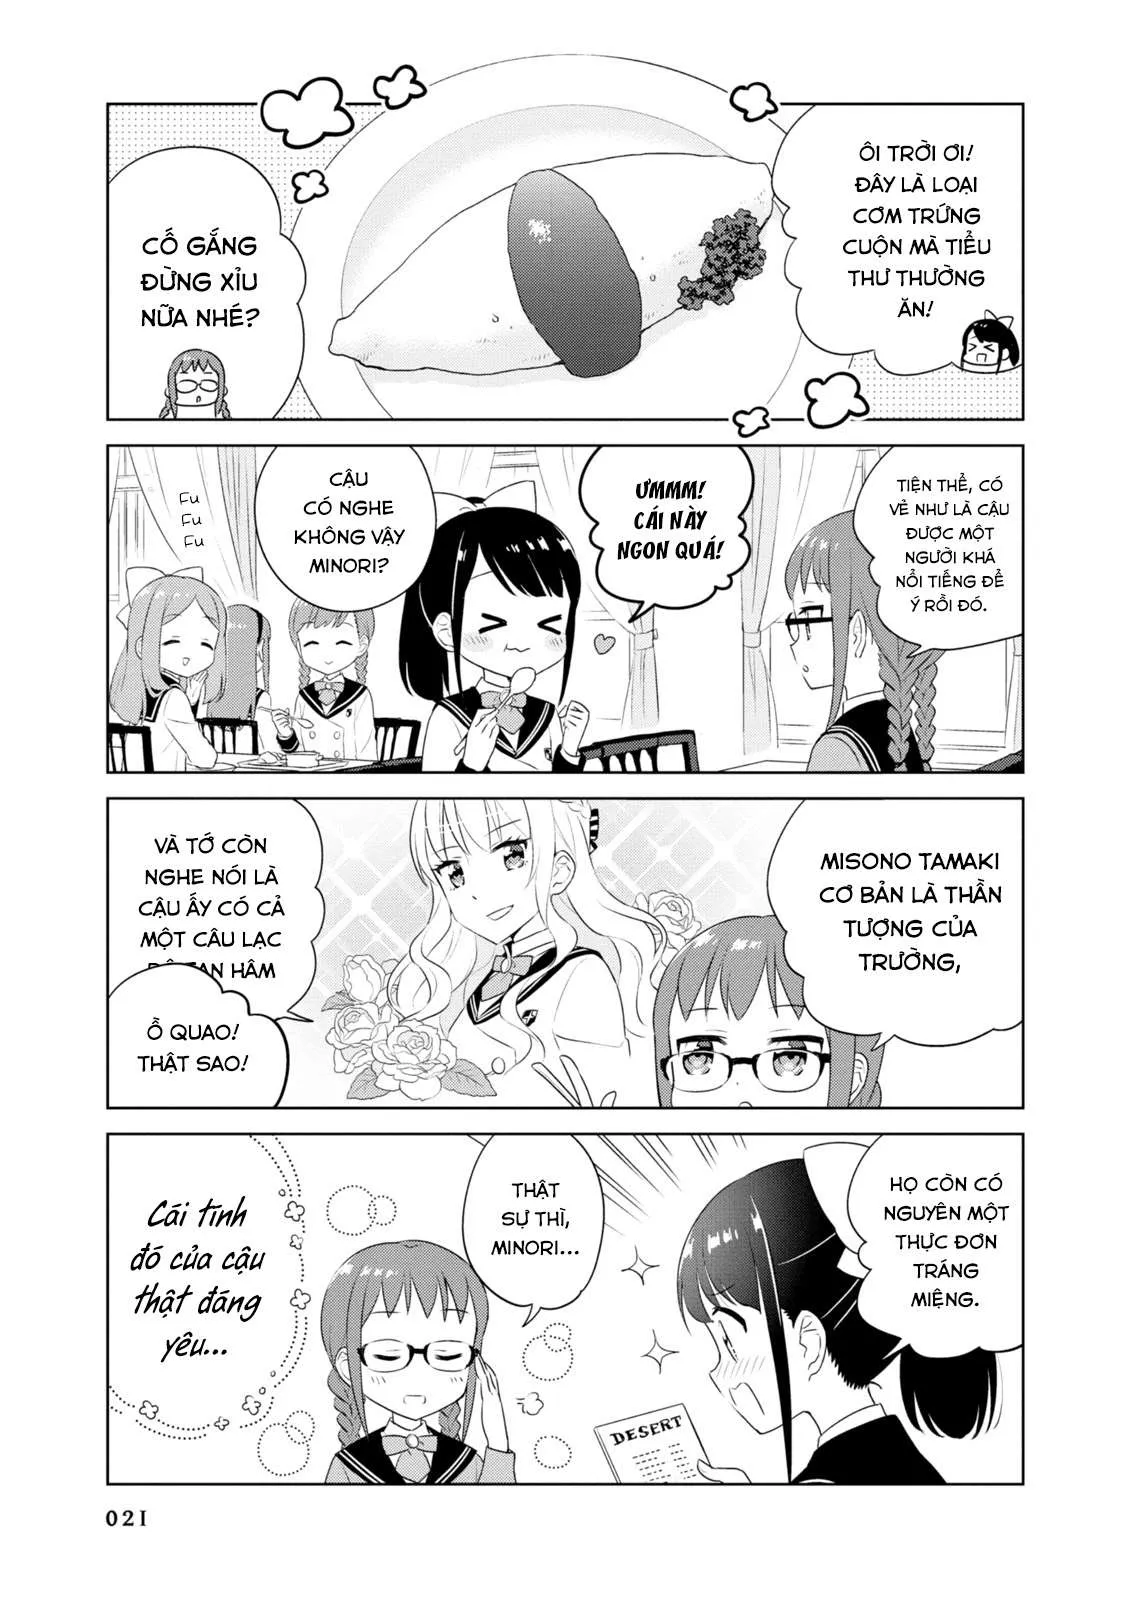 ÔI TRỜI ƠI!
ĐÂY LÀ LOẠI
CƠM TRỨNG
CUỘN MÀ TIỂU
THƯ THƯỜNG
ĂN!
CỐ GẮNG
ĐỪNG XỈU
NỮA NHÉ?
TIỆN THỂ, CÓ
VẺ NHƯ LÀ CẬU
ĐƯỢC MỘT
NGƯỜI KHÁ
NỔI TIẾNG ĐỂ
Ý RỒI ĐÓ.
ƯMMM!
CÁI NÀY
NGON QUÁ!
CẬU
CÓ NGHE
KHÔNG VẬY
MINORI?
Fu
Fu
Fu
MISONO TAMAKI
CƠ BẢN LÀ THẦN
TƯỢNG CỦA
TRƯỜNG,
VÀ TỚ CÒN
NGHE NÓI LÀ
CẬU ẤY CÓ CẢ
MỘT CÂU LẠC
HÂM
Ồ QUAO!
THẬT SAO!
HỌ CÒN CÓ
NGUYÊN MỘT
THỰC ĐƠN
TRÁNG
MIỆNG.
DESERT
THẬT
SỰ THÌ,
MINORI...
Cái tính
đó của cậu
thật đáng
yêu...
021